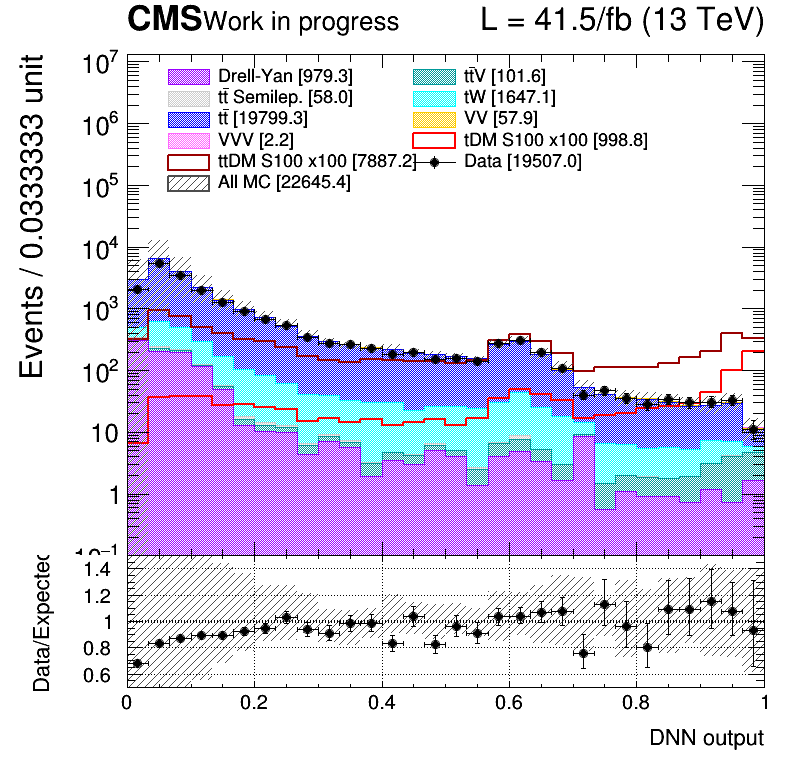 CMS Work in progress L = 41.5/fb (13 TeV)
Events / 0.0333333 unit
10⁷
10⁶
10⁵
10⁴
10³
10²
10
1
10⁻¹
Drell-Yan [979.3] tt̄V [101.6]
tt̄ Semilep. [58.0] tW [1647.1]
tt̄ [19799.3] VV [57.9]
VVV [2.2] tDM S100 x100 [998.8]
ttDM S100 x100 [7887.2] Data [19507.0]
All MC [22645.4]
Data/Expected
1.4
1.2
1
0.8
0.6
0 0.2 0.4 0.6 0.8 1
DNN output